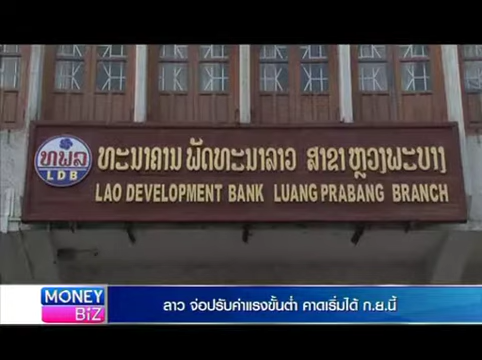 MONEY
BIZ
ທະນາຄານ ພັດທະນາລາວ ສາຂາ ຫຼວງພະບາງ
ທພລ
LDB
LAO DEVELOPMENT BANK LUANG PRABANG BRANCH
MONEY
BIZ
ลาว จ่อปรับค่าแรงขั้นต่ำ คาดเริ่มได้ ก.ย.นี้